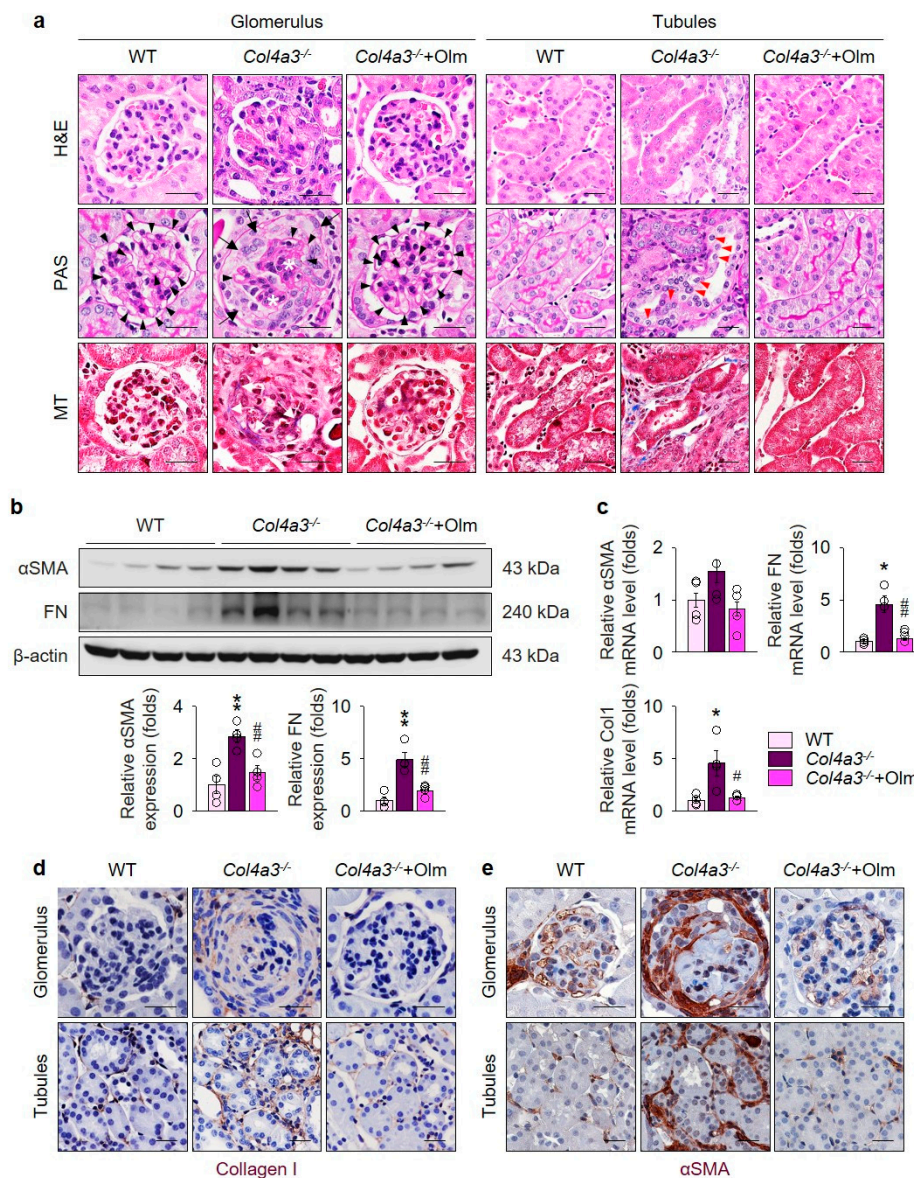 a
Glomerulus Tubules
WT Col4a3-/- Col4a3-/-+Olm WT Col4a3-/- Col4a3-/-+Olm
H&E
PAS
* *
MT
b
WT Col4a3-/- Col4a3-/-+Olm
αSMA 43 kDa
FN 240 kDa
β-actin 43 kDa
Relative αSMA
expression (folds)
4
2
0
**
##
Relative FN
expression (folds)
10
5
0
**
##
c
Relative αSMA
mRNA level (folds)
2
1
0
Relative FN
mRNA level (folds)
10
5
0
*
##
Relative Col1
mRNA level (folds)
10
5
0
*
#
WT
Col4a3-/-
Col4a3-/-+Olm
d
WT Col4a3-/- Col4a3-/-+Olm
Glomerulus
Tubules
Collagen I
e
WT Col4a3-/- Col4a3-/-+Olm
Glomerulus
Tubules
αSMA